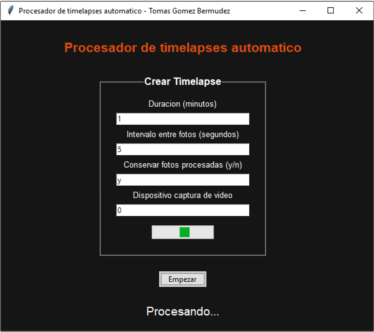 Procesador de timelapses automatico - Tomas Gomez Bermudez
Procesador de timelapses automatico
Crear Timelapse
Duracion (minutos)
1
Intervalo entre fotos (segundos)
5
Conservar fotos procesadas (y/n)
y
Dispositivo captura de video
0
Empezar
Procesando...